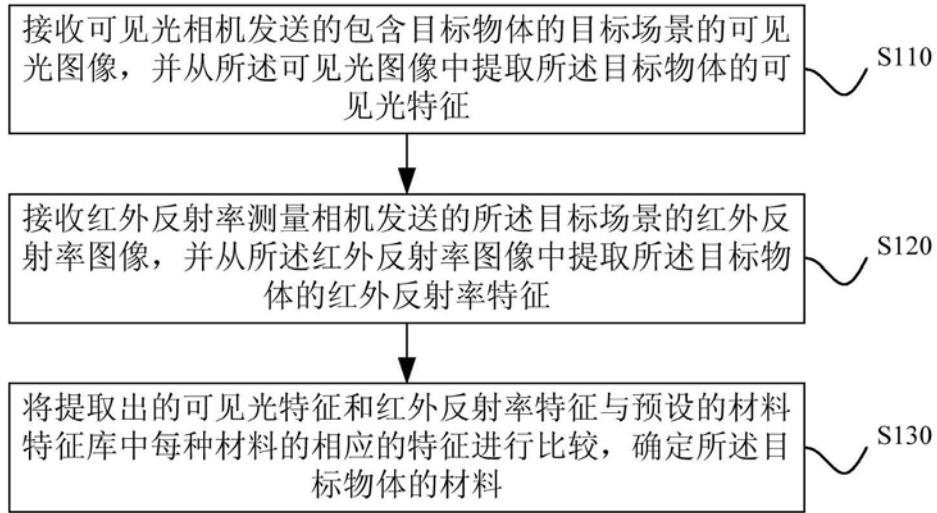 接收可见光相机发送的包含目标物体的目标场景的可见
光图像，并从所述可见光图像中提取所述目标物体的可
见光特征
S110
接收红外反射率测量相机发送的所述目标场景的红外反
射率图像，并从所述红外反射率图像中提取所述目标物
体的红外反射率特征
S120
将提取出的可见光特征和红外反射率特征与预设的材料
特征库中每种材料的相应的特征进行比较，确定所述目
标物体的材料
S130